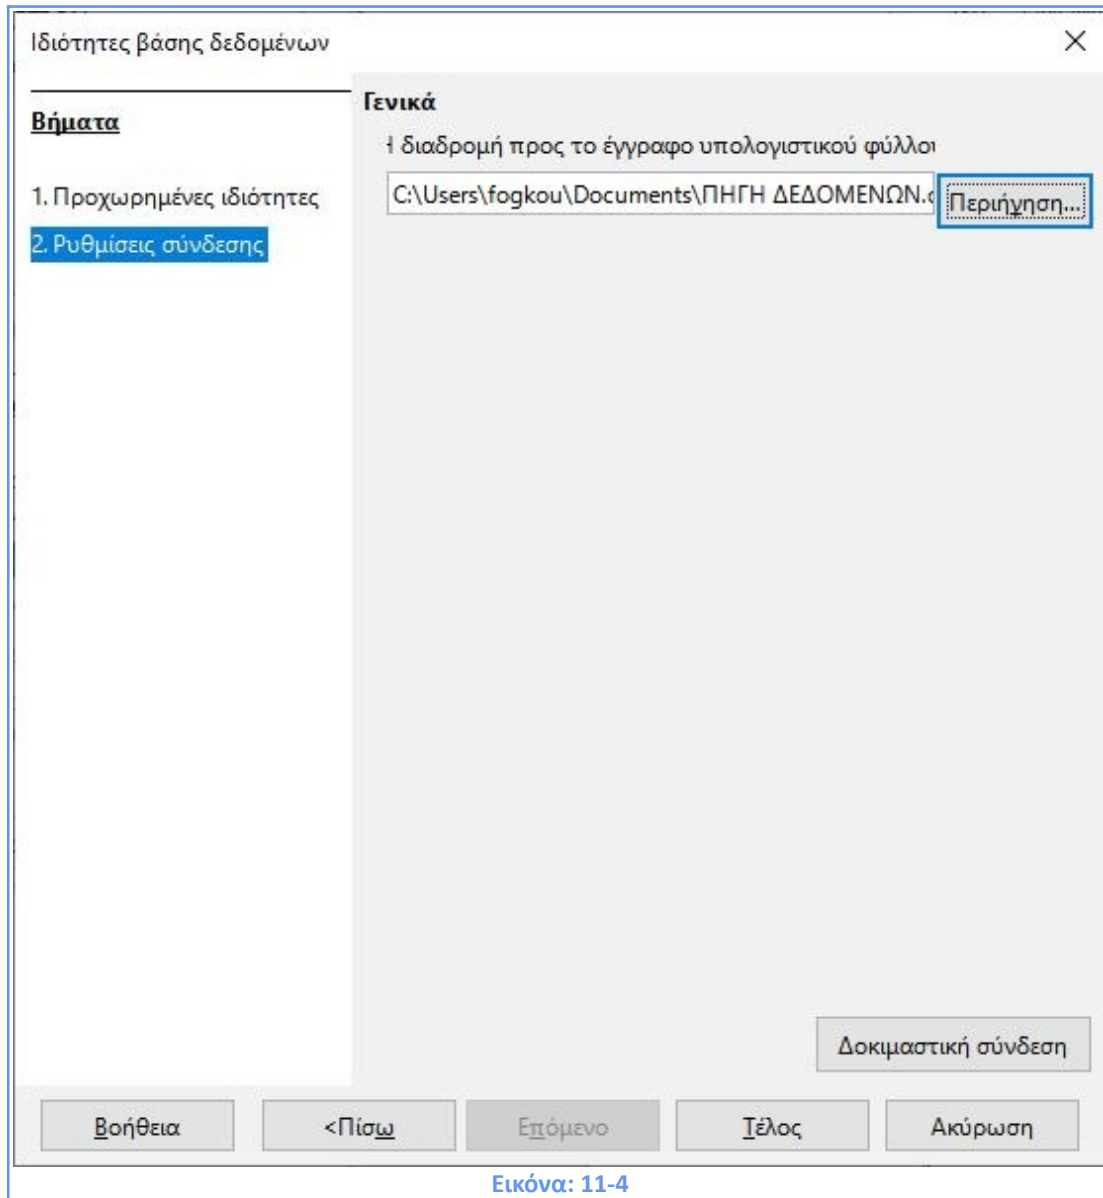 Ιδιότητες βάσης δεδομένων
Βήματα
1. Προχωρημένες ιδιότητες
2. Ρυθμίσεις σύνδεσης
Γενικά
διαδρομή προς το έγγραφο υπολογιστικού φύλλου
C:\Users\fogkou\Documents\ΠΗΓΗ ΔΕΔΟΜΕΝΩΝ.
Περιήγηση...
Δοκιμαστική σύνδεση
Βοήθεια <Πίσω Επόμενο Τέλος Ακύρωση
Εικόνα: 11-4